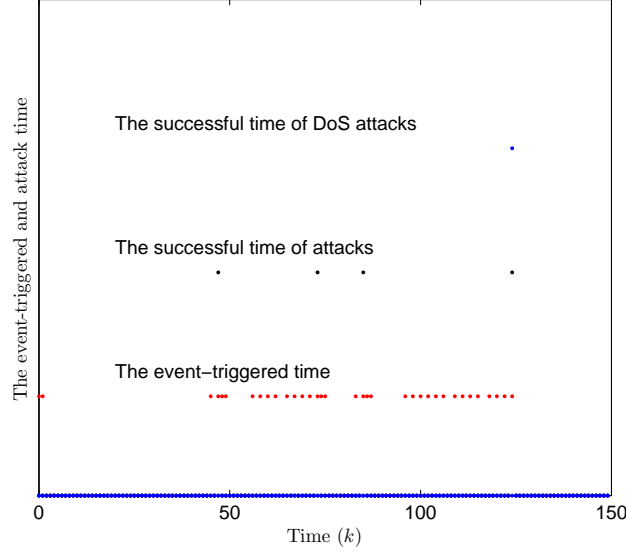 The successful time of DoS attacks
The successful time of attacks
The event−triggered time
The event-triggered and attack time
0 50 100 150
Time (k)